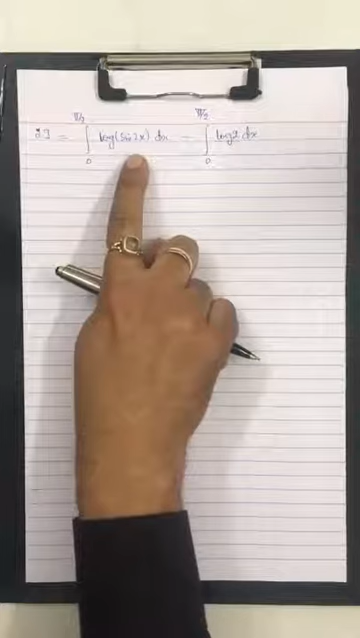 2I = ∫₀^{π/2} log(sin 2x) dx − ∫₀^{π/2} log 2 dx